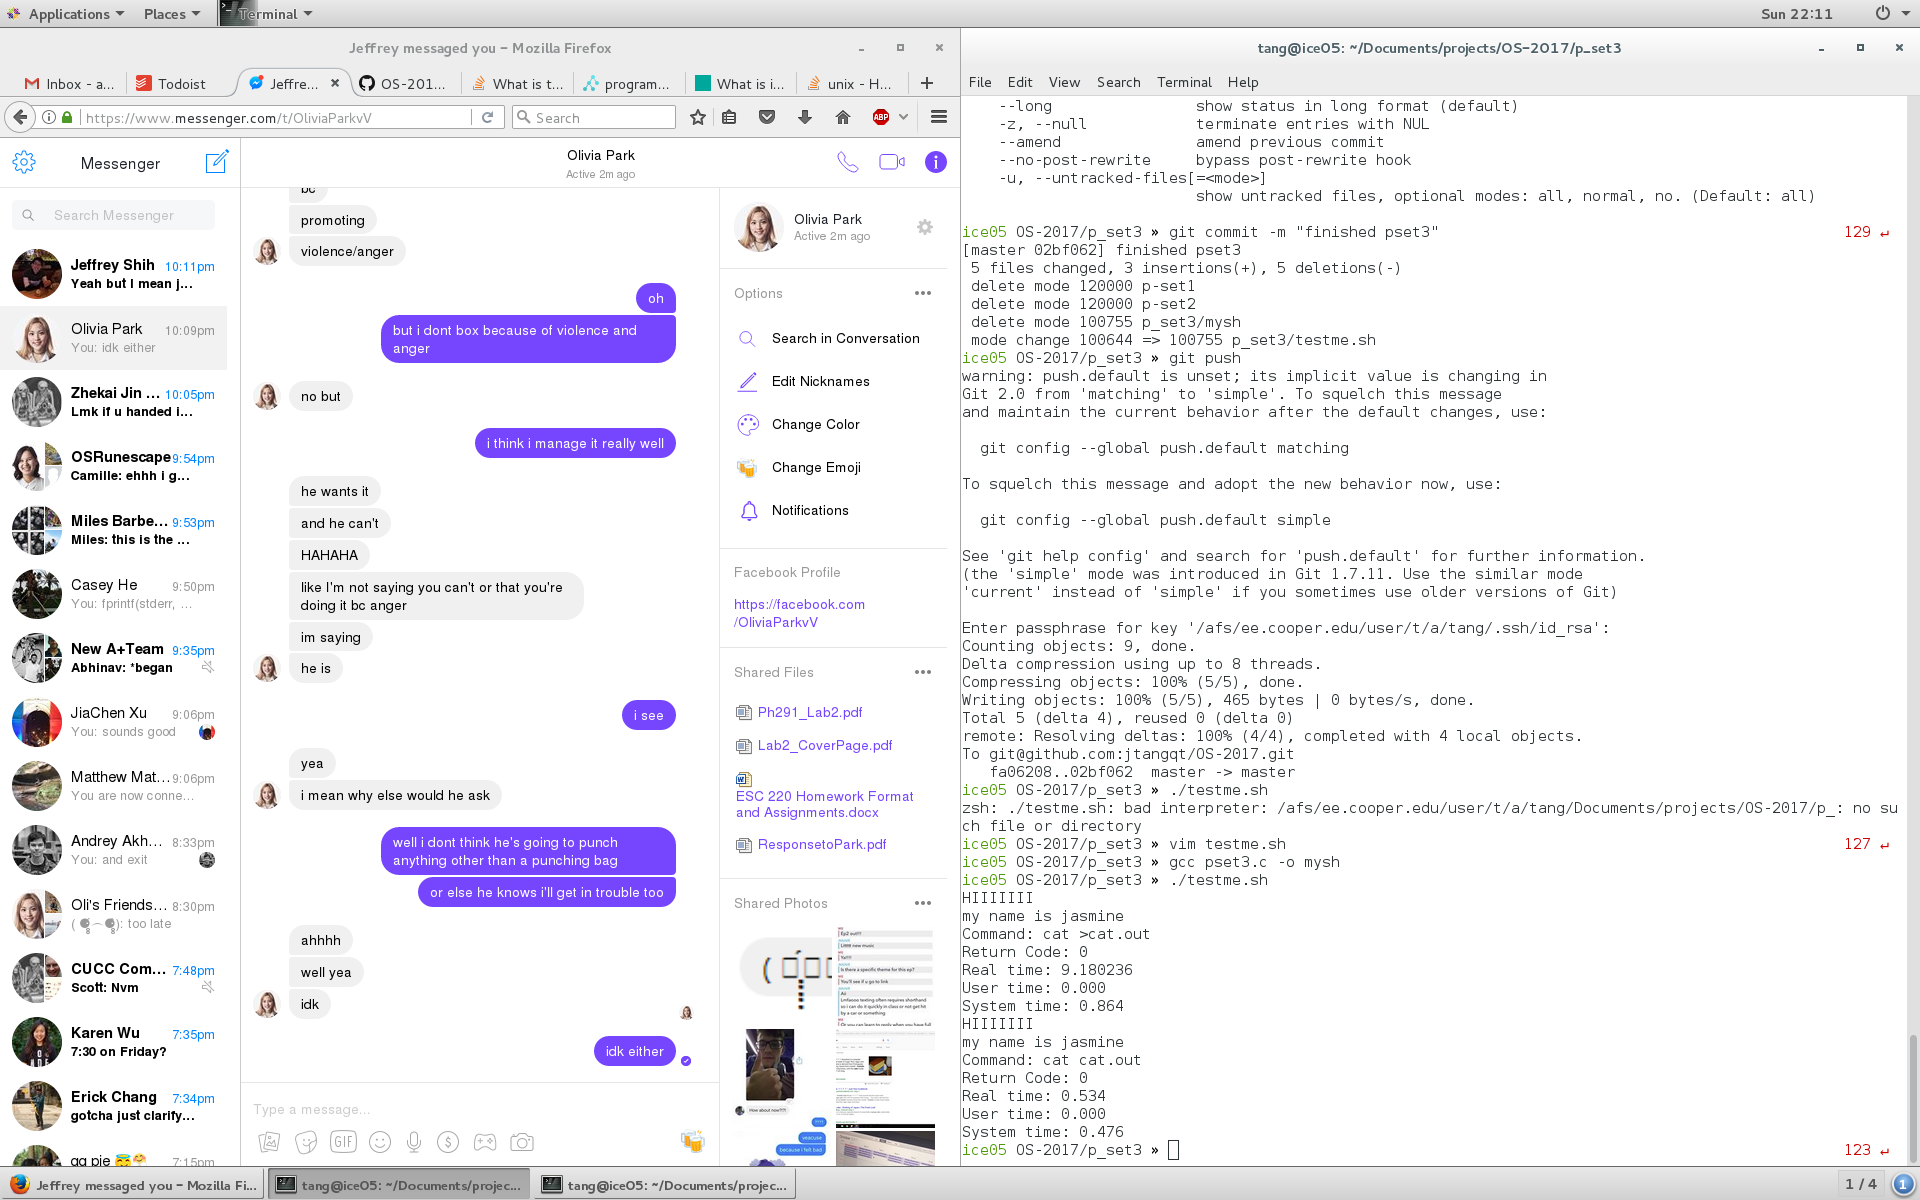 Applications
Places
Terminal
Sun 22:11
Jeffrey messaged you – Mozilla Firefox
Inbox - a...
Todoist
Jeffre...
OS-201...
What is t...
program...
What is i...
unix - H...
https://www.messenger.com/t/OliviaParkvV
Search
ABP
Messenger
Search Messenger
Jeffrey Shih 10:11pm
Yeah but I mean j...
Olivia Park 10:09pm
You: idk either
Zhekai Jin ... 10:05pm
Lmk if u handed i...
OSRunescape 9:54pm
Camille: ehhh i g...
Miles Barbe... 9:53pm
Miles: this is the ...
Casey He 9:50pm
You: fprintf(stderr, ...
New A+Team 9:35pm
Abhinav: *began
JiaChen Xu 9:06pm
You: sounds good
Matthew Mat... 9:06pm
You are now conne...
Andrey Akh... 8:33pm
You: and exit
Oli's Friends... 8:30pm
too late
CUCC Com... 7:48pm
Scott: Nvm
Karen Wu 7:35pm
7:30 on Friday?
Erick Chang 7:34pm
gotcha just clarify...
qq pie 7:15pm
Olivia Park
Active 2m ago
bc
promoting
violence/anger
oh
but i dont box because of violence and
anger
no but
i think i manage it really well
he wants it
and he can't
HAHAHA
like I'm not saying you can't or that you're
doing it bc anger
im saying
he is
i see
yea
i mean why else would he ask
well i dont think he's going to punch
anything other than a punching bag
or else he knows i'll get in trouble too
ahhhh
well yea
idk
idk either
Type a message...
GIF
Olivia Park
Active 2m ago
Options
Search in Conversation
Edit Nicknames
Change Color
Change Emoji
Notifications
Facebook Profile
https://facebook.com
/OliviaParkvV
Shared Files
Ph291_Lab2.pdf
Lab2_CoverPage.pdf
ESC 220 Homework Format
and Assignments.docx
ResponsetoPark.pdf
Shared Photos
Is there a specific theme for this ep?
You'll see if u go to link
How about now?!!!
because i felt bad
tang@ice05: ~/Documents/projects/OS-2017/p_set3
File Edit View Search Terminal Help
--long show status in long format (default)
-z, --null terminate entries with NUL
--amend amend previous commit
--no-post-rewrite bypass post-rewrite hook
-u, --untracked-files[=<mode>]
show untracked files, optional modes: all, normal, no. (Default: all)
ice05 OS-2017/p_set3 » git commit -m "finished pset3" 129 ↵
[master 02bf062] finished pset3
5 files changed, 3 insertions(+), 5 deletions(-)
delete mode 120000 p-set1
delete mode 120000 p-set2
delete mode 100755 p_set3/mysh
mode change 100644 => 100755 p_set3/testme.sh
ice05 OS-2017/p_set3 » git push
warning: push.default is unset; its implicit value is changing in
Git 2.0 from 'matching' to 'simple'. To squelch this message
and maintain the current behavior after the default changes, use:
git config --global push.default matching
To squelch this message and adopt the new behavior now, use:
git config --global push.default simple
See 'git help config' and search for 'push.default' for further information.
(the 'simple' mode was introduced in Git 1.7.11. Use the similar mode
'current' instead of 'simple' if you sometimes use older versions of Git)
Enter passphrase for key '/afs/ee.cooper.edu/user/t/a/tang/.ssh/id_rsa':
Counting objects: 9, done.
Delta compression using up to 8 threads.
Compressing objects: 100% (5/5), done.
Writing objects: 100% (5/5), 465 bytes | 0 bytes/s, done.
Total 5 (delta 4), reused 0 (delta 0)
remote: Resolving deltas: 100% (4/4), completed with 4 local objects.
To git@github.com:jtangqt/OS-2017.git
fa06208..02bf062 master -> master
ice05 OS-2017/p_set3 » ./testme.sh
zsh: ./testme.sh: bad interpreter: /afs/ee.cooper.edu/user/t/a/tang/Documents/projects/OS-2017/p_: no su
ch file or directory
ice05 OS-2017/p_set3 » vim testme.sh 127 ↵
ice05 OS-2017/p_set3 » gcc pset3.c -o mysh
ice05 OS-2017/p_set3 » ./testme.sh
HIIIIIII
my name is jasmine
Command: cat >cat.out
Return Code: 0
Real time: 9.180236
User time: 0.000
System time: 0.864
HIIIIIII
my name is jasmine
Command: cat cat.out
Return Code: 0
Real time: 0.534
User time: 0.000
System time: 0.476
ice05 OS-2017/p_set3 » 123 ↵
Jeffrey messaged you – Mozilla Fi...
tang@ice05: ~/Documents/projec...
tang@ice05: ~/Documents/projec...
1 / 4
1